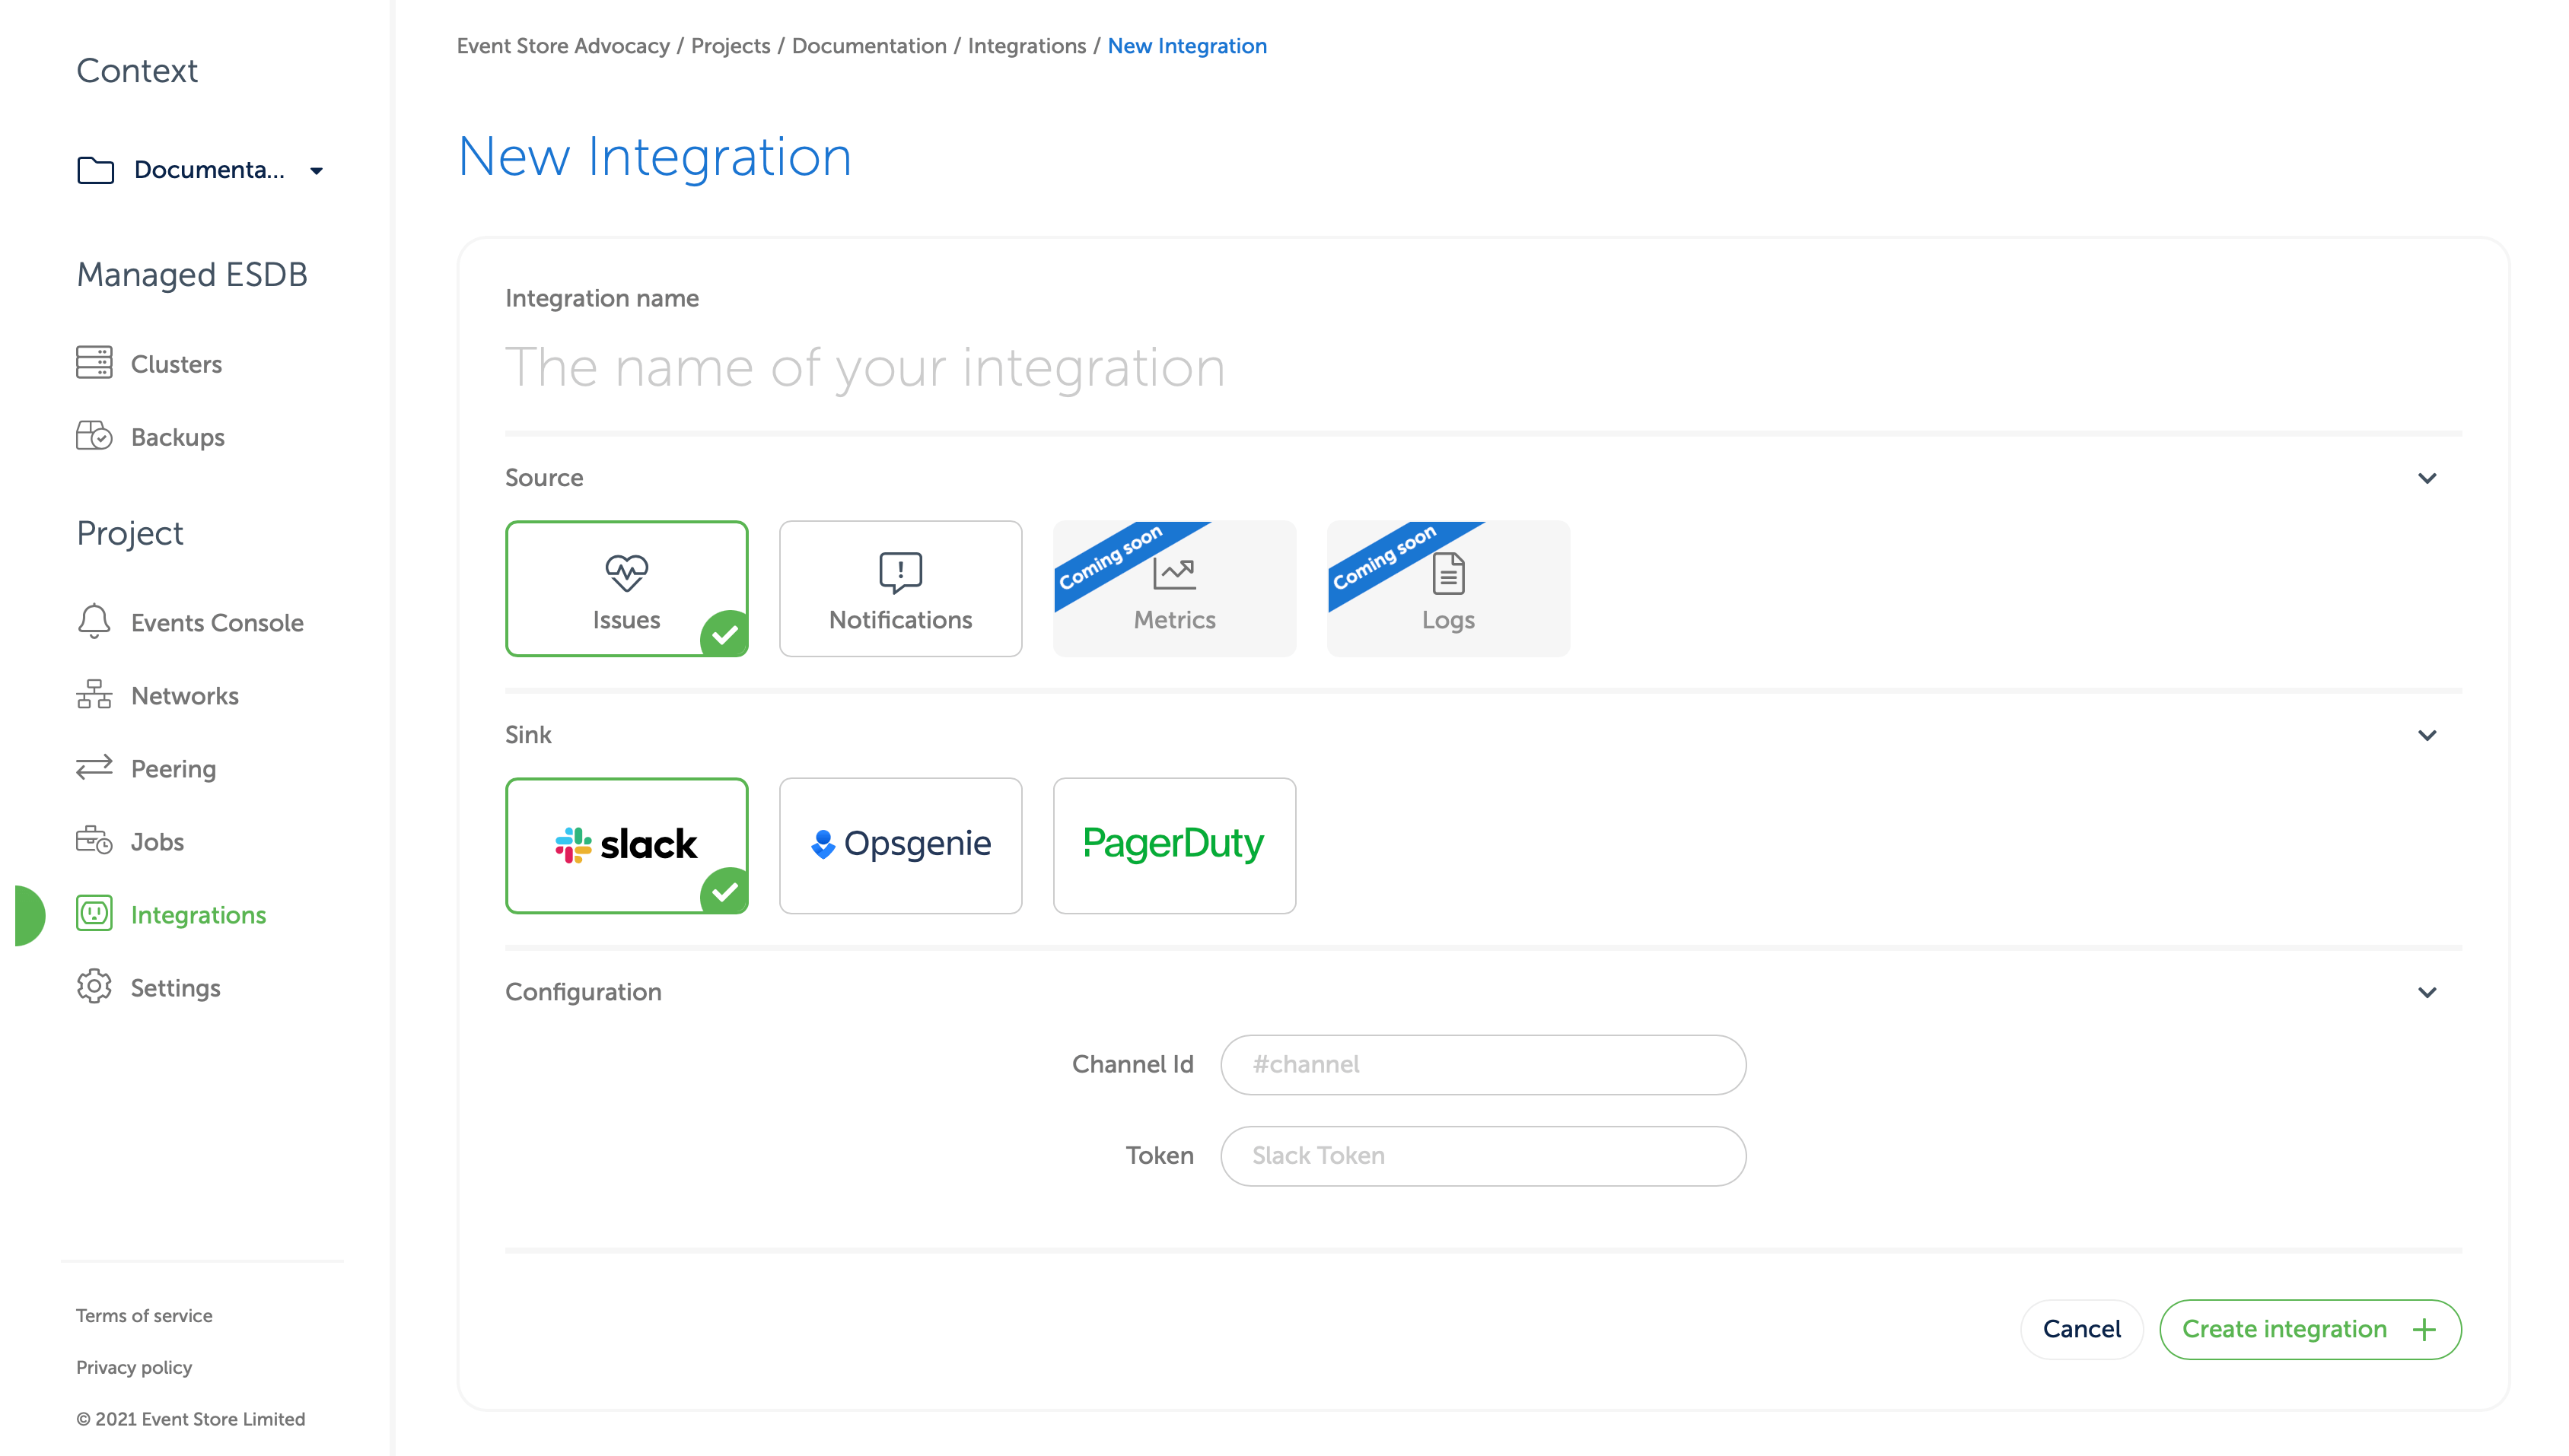 Context
Documenta...
Managed ESDB
Clusters
Backups
Project
Events Console
Networks
Peering
Jobs
Integrations
Settings
Terms of service
Privacy policy
© 2021 Event Store Limited
Event Store Advocacy / Projects / Documentation / Integrations / New Integration
New Integration
Integration name
The name of your integration
Source
Issues
Notifications
Coming soon
Metrics
Coming soon
Logs
Sink
slack
Opsgenie
PagerDuty
Configuration
Channel Id
#channel
Token
Slack Token
Cancel
Create integration